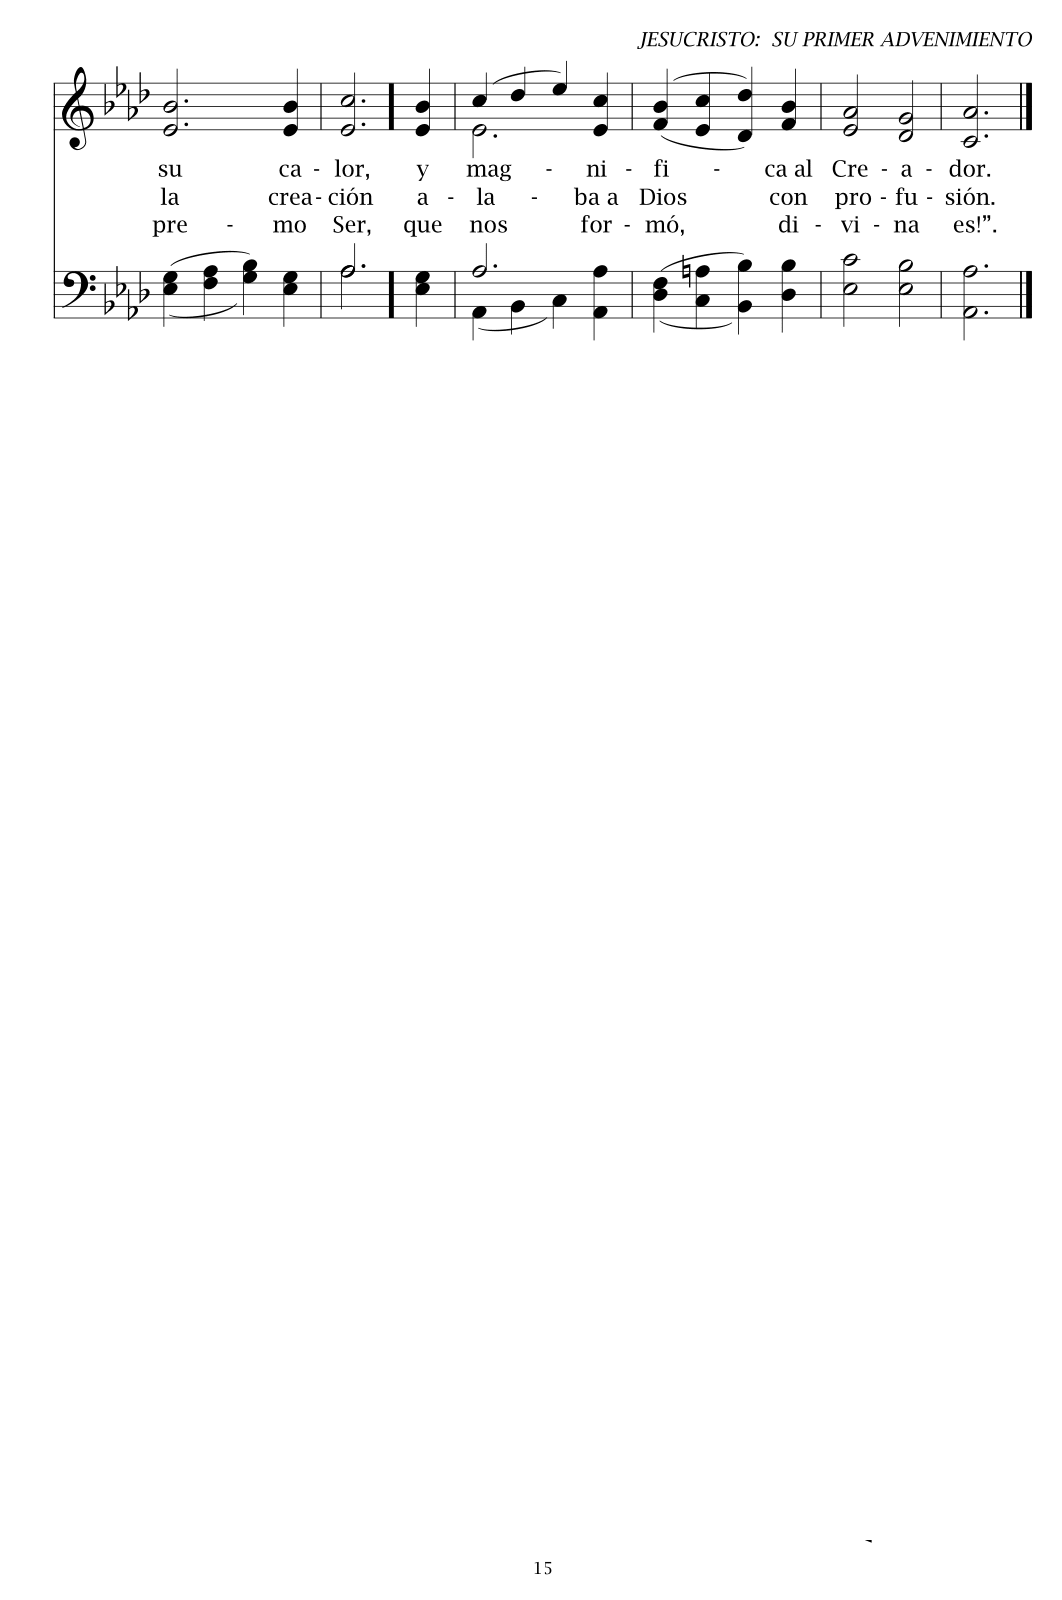 JESUCRISTO: SU PRIMER ADVENIMIENTO
su ca - lor, y mag - ni - fi - ca al Cre - a - dor.
la crea - ción a - la - ba a Dios con pro - fu - sión.
pre - mo Ser, que nos for - mó, di - vi - na es!”.
15